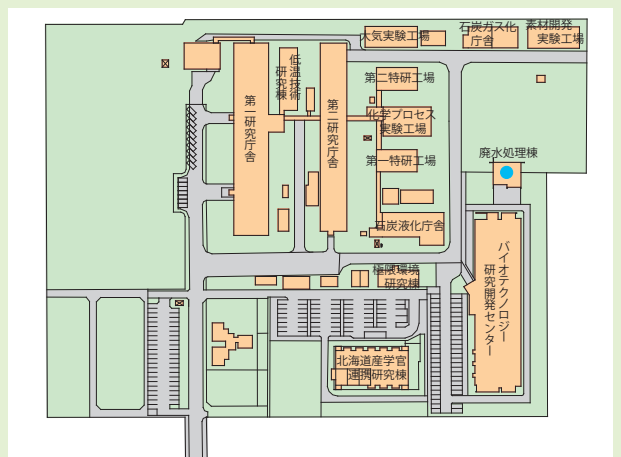 大気実験工場
石炭ガス化
庁舎
素材開発
実験工場
低温技術
研究棟
第二特研工場
第一研究庁舎
第二研究庁舎
化学プロセス
実験工場
第一特研工場
廃水処理棟
石炭液化庁舎
バイオテクノロジー
研究開発センター
極限環境
研究棟
北海道産学官
連携研究棟